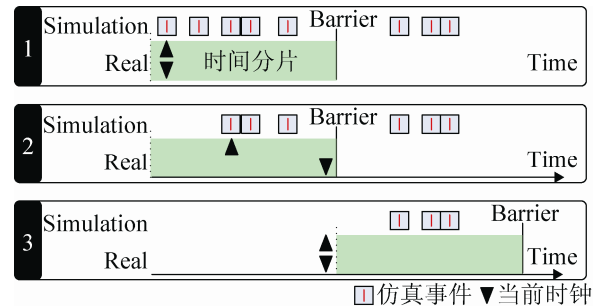 Simulation Barrier
1
Real 时间分片 Time
Simulation Barrier
2
Real Time
Simulation Barrier
3
Real Time
仿真事件 当前时钟